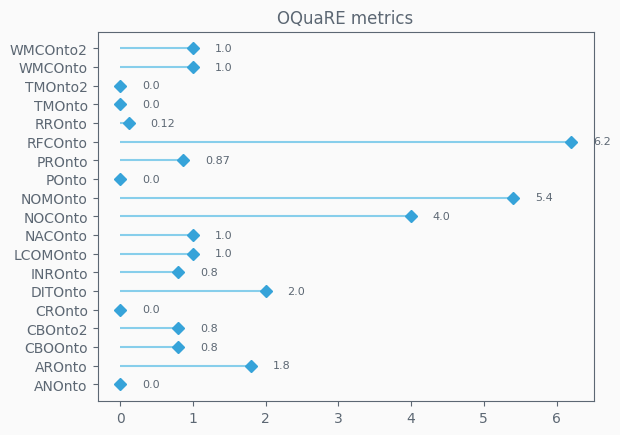 OQuaRE metrics
WMCOnto2 1.0
WMCOnto 1.0
TMOnto2 0.0
TMOnto 0.0
RROnto 0.12
RFCOnto 6.2
PROnto 0.87
POnto 0.0
NOMOnto 5.4
NOCOnto 4.0
NACOnto 1.0
LCOMOnto 1.0
INROnto 0.8
DITOnto 2.0
CROnto 0.0
CBOnto2 0.8
CBOOnto 0.8
AROnto 1.8
ANOnto 0.0
0 1 2 3 4 5 6